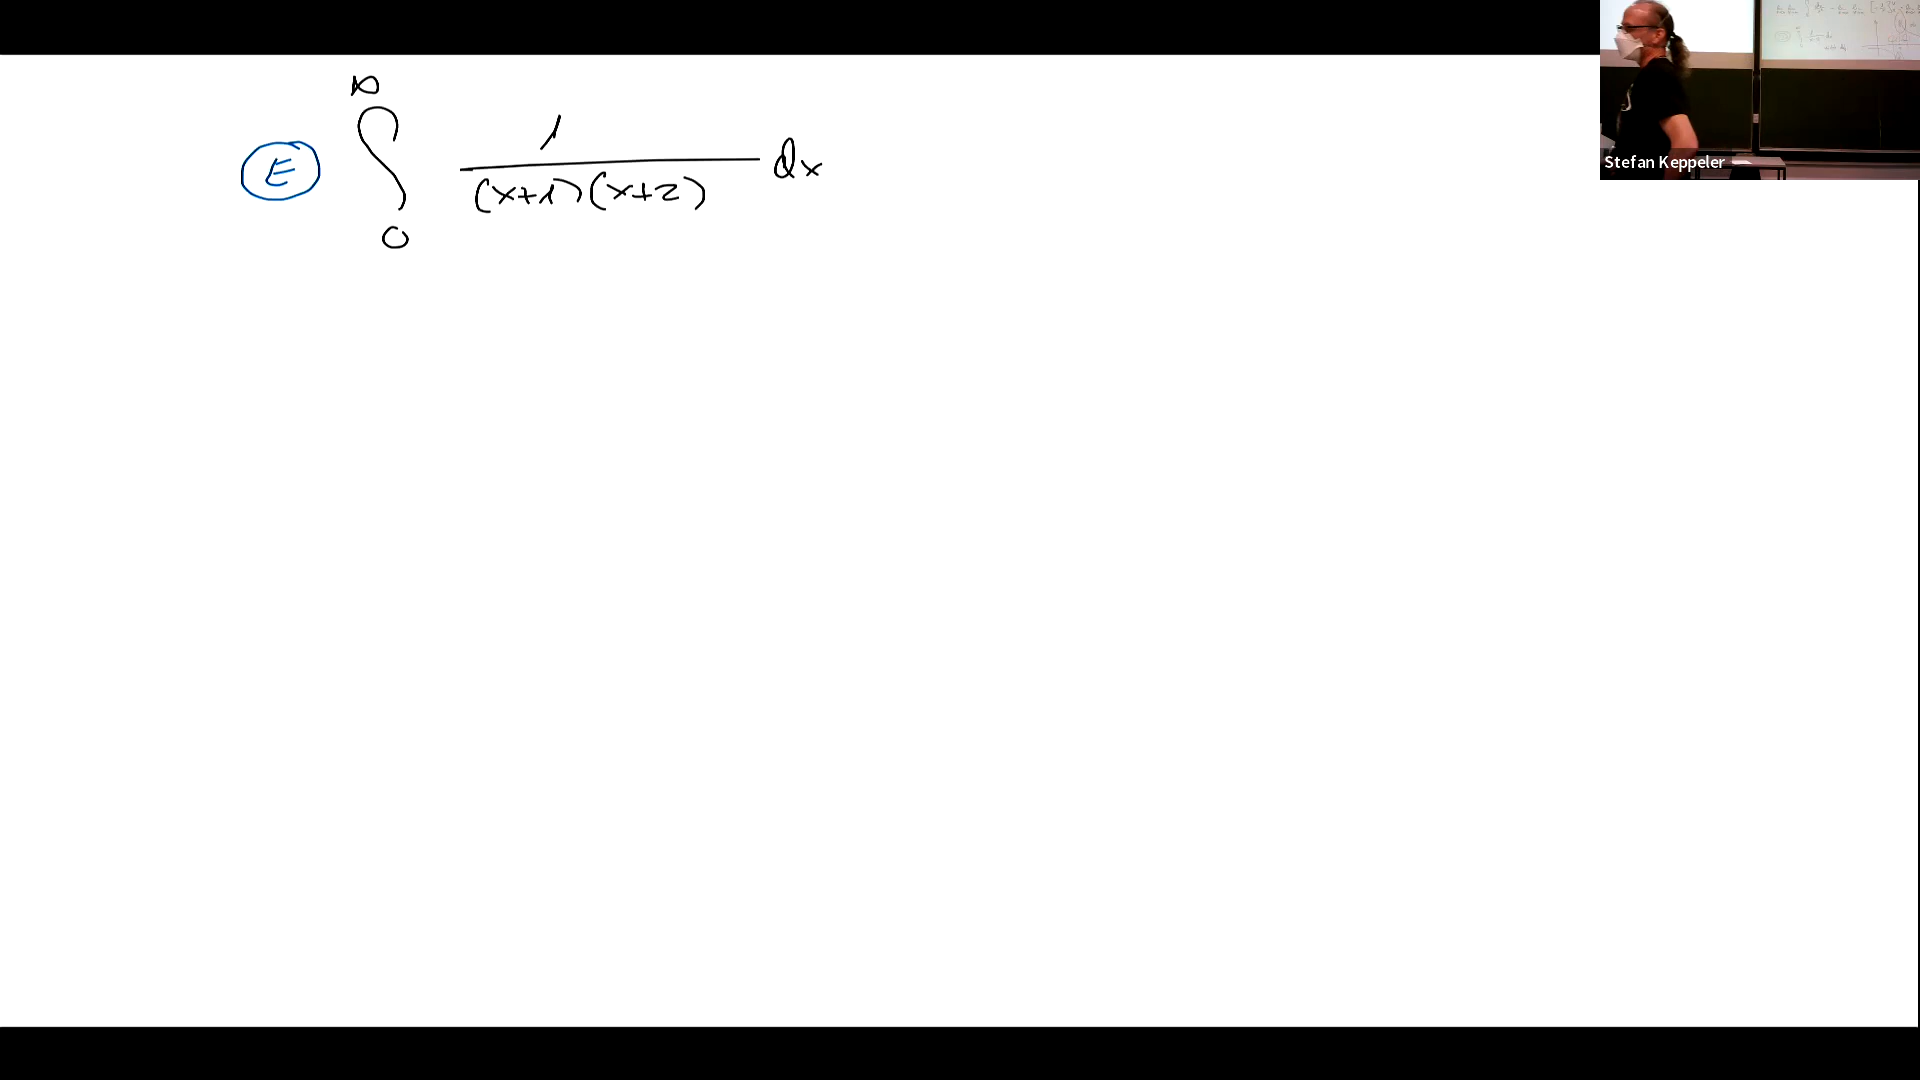 Ⓔ ∫₀^∞ 1/((x+1)(x+2)) dx
Stefan Keppeler